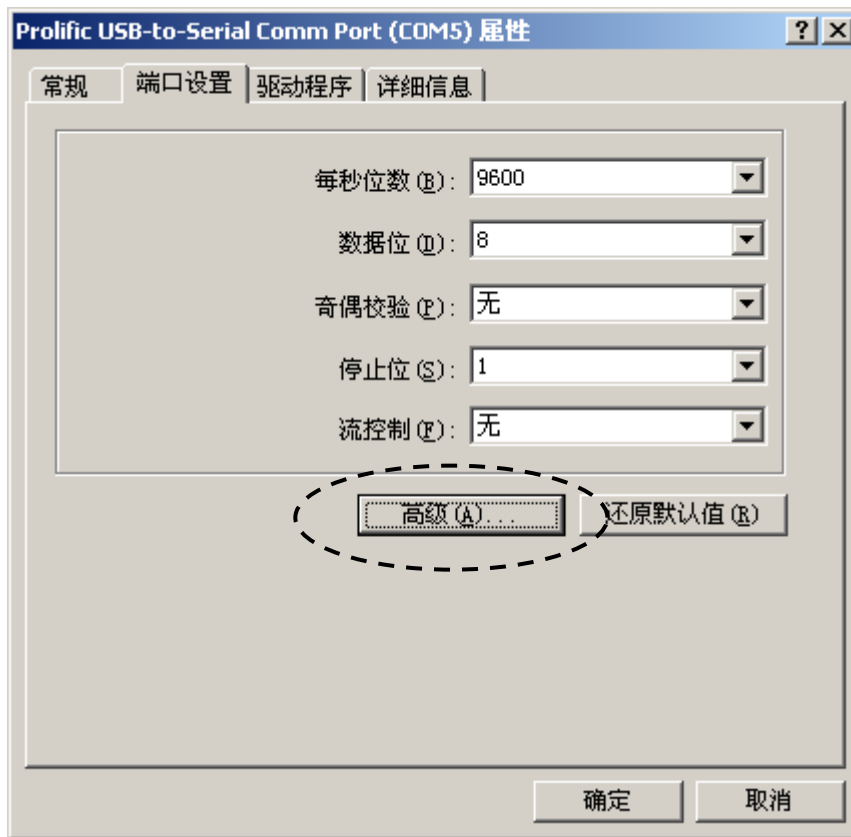 Prolific USB-to-Serial Comm Port (COM5) 属性
常规 端口设置 驱动程序 详细信息
每秒位数(B): 9600
数据位(D): 8
奇偶校验(P): 无
停止位(S): 1
流控制(F): 无
高级(A)... 还原默认值(R)
确定 取消